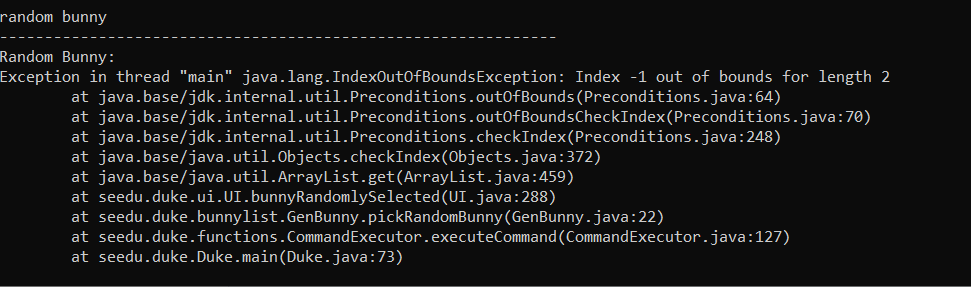 random bunny
--------------------------------------------------------------
Random Bunny:
Exception in thread "main" java.lang.IndexOutOfBoundsException: Index -1 out of bounds for length 2
        at java.base/jdk.internal.util.Preconditions.outOfBounds(Preconditions.java:64)
        at java.base/jdk.internal.util.Preconditions.outOfBoundsCheckIndex(Preconditions.java:70)
        at java.base/jdk.internal.util.Preconditions.checkIndex(Preconditions.java:248)
        at java.base/java.util.Objects.checkIndex(Objects.java:372)
        at java.base/java.util.ArrayList.get(ArrayList.java:459)
        at seedu.duke.ui.UI.bunnyRandomlySelected(UI.java:288)
        at seedu.duke.bunnylist.GenBunny.pickRandomBunny(GenBunny.java:22)
        at seedu.duke.functions.CommandExecutor.executeCommand(CommandExecutor.java:127)
        at seedu.duke.Duke.main(Duke.java:73)